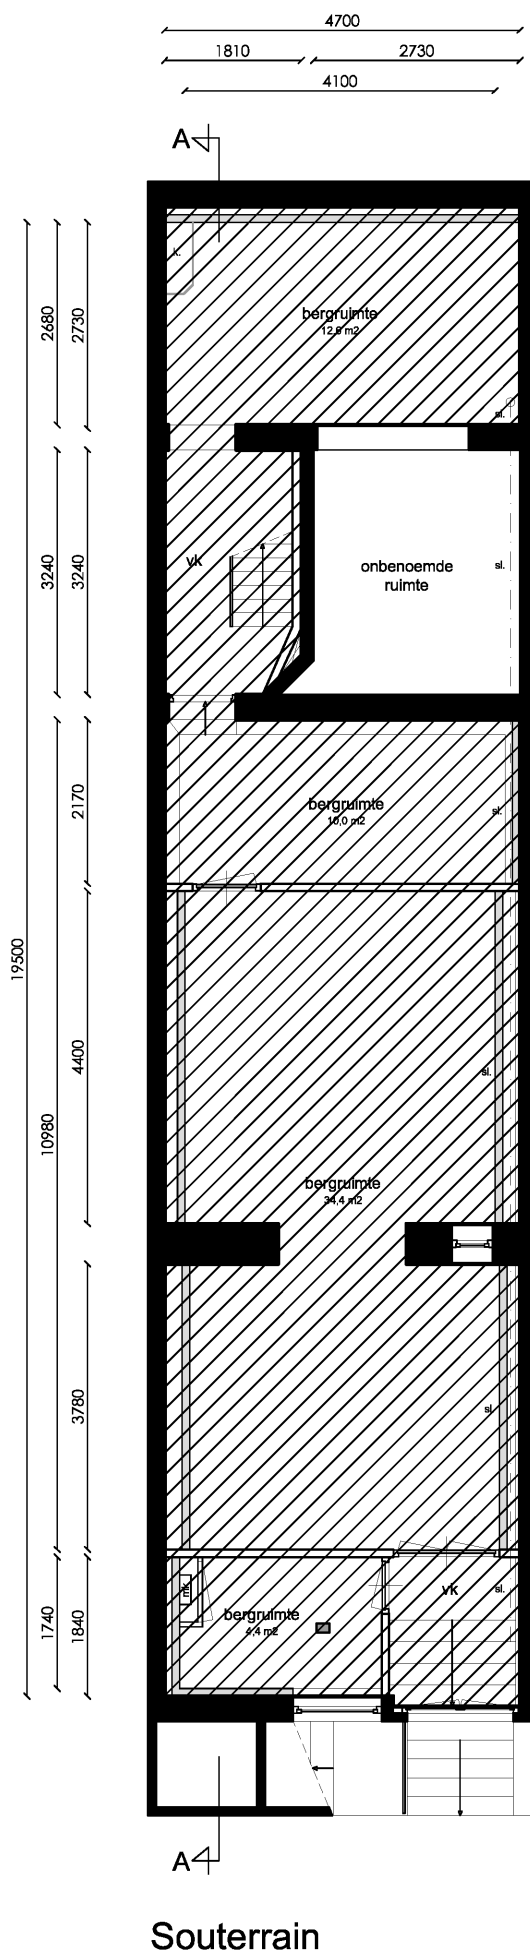 4700
1810 2730
4100
A
k.
bergruimte
12,6 m2
2680
2730
sl.
3240
3240
vk
onbenoemde
ruimte
sl.
2170
bergruimte
10,0 m2
sl.
19500
4400
10980
sl.
bergruimte
34,4 m2
3780
sl.
mk
bergruimte
4,4 m2
vk
sl.
1740
1840
A
Souterrain